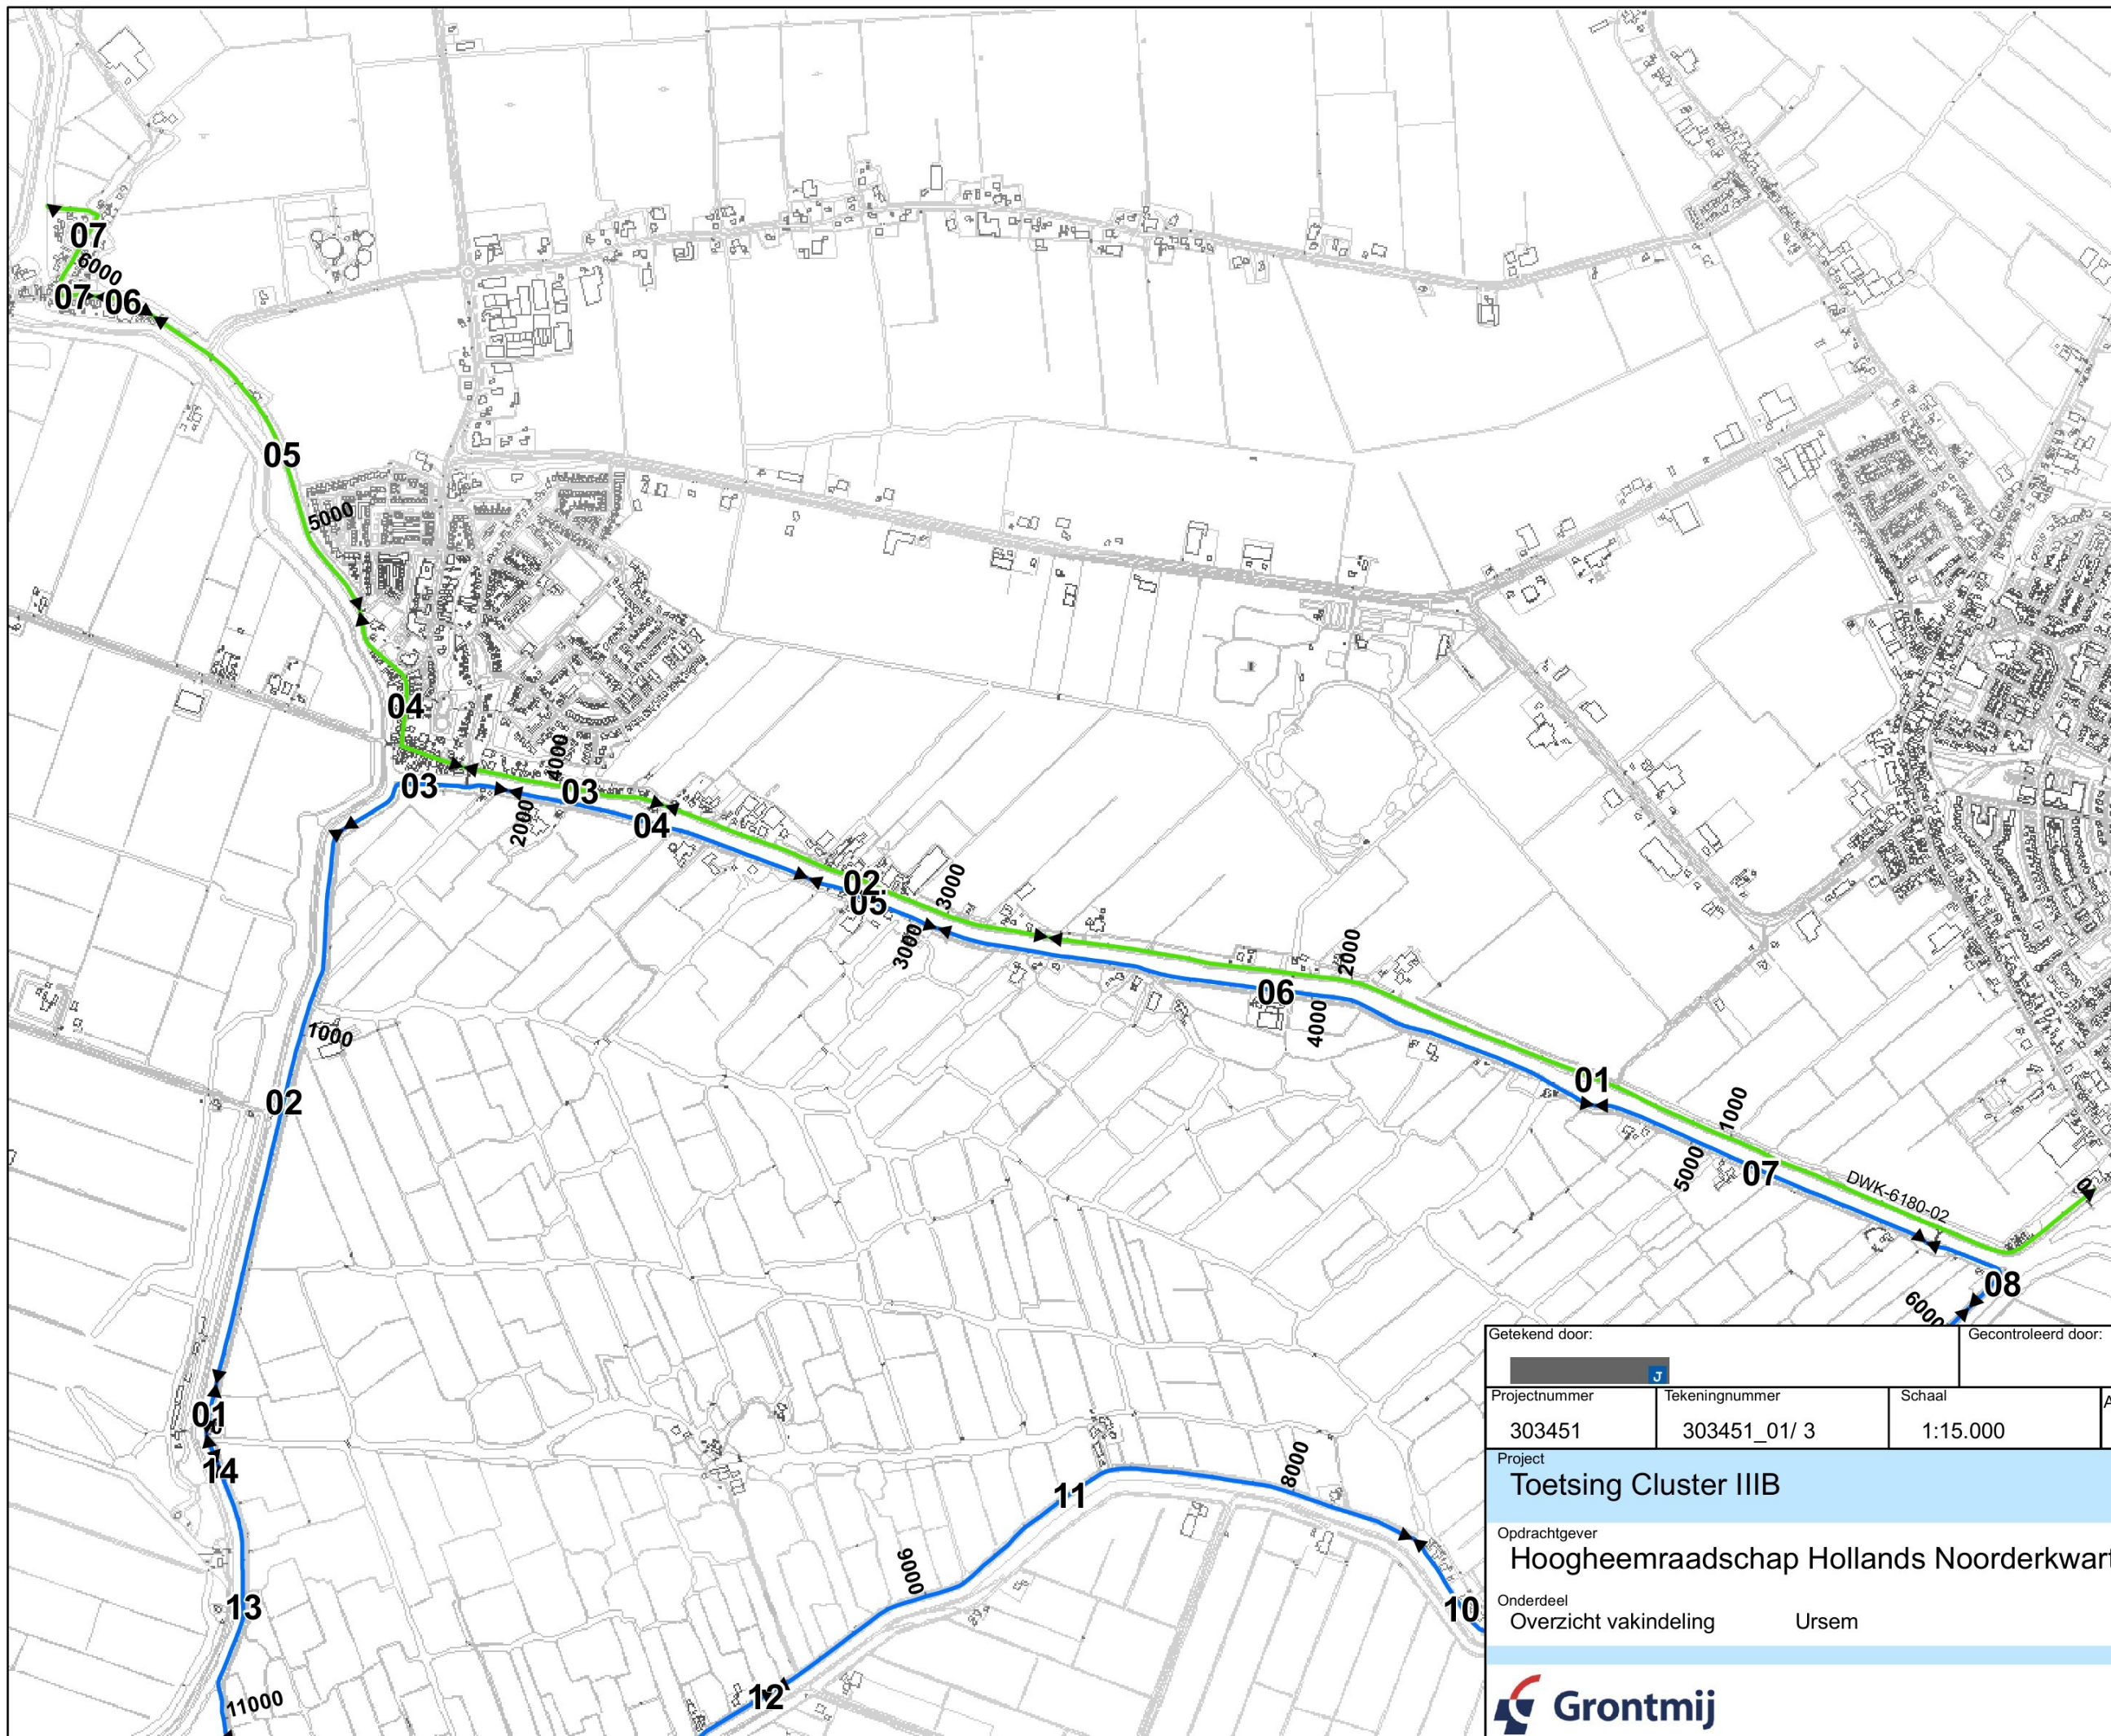 07
6000
07
06
05
5000
04
4000
03
03
2000
04
02
05
3000
3000
2000
06
4000
1000
01
1000
02
5000
07
DWK-6180-02
0
08
6000
01
14
8000
11
9000
10
13
12
11000
Getekend door:
Gecontroleerd door:
J
Projectnummer
Tekeningnummer
Schaal
A
303451
303451_01/ 3
1:15.000
Project
Toetsing Cluster IIIB
Opdrachtgever
Hoogheemraadschap Hollands Noorderkwart
Onderdeel
Overzicht vakindeling Ursem
Grontmij